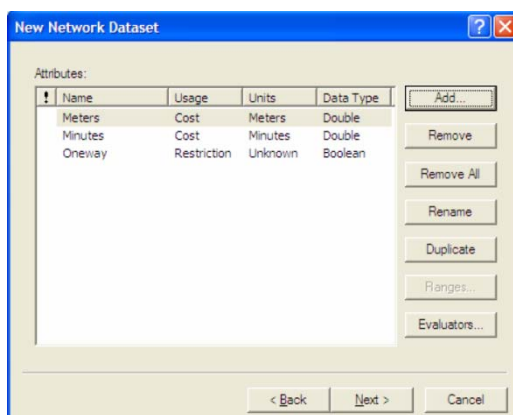 New Network Dataset
Attributes:
! Name Usage Units Data Type
Meters Cost Meters Double
Minutes Cost Minutes Double
Oneway Restriction Unknown Boolean
Add...
Remove
Remove All
Rename
Duplicate
Ranges...
Evaluators...
< Back Next > Cancel